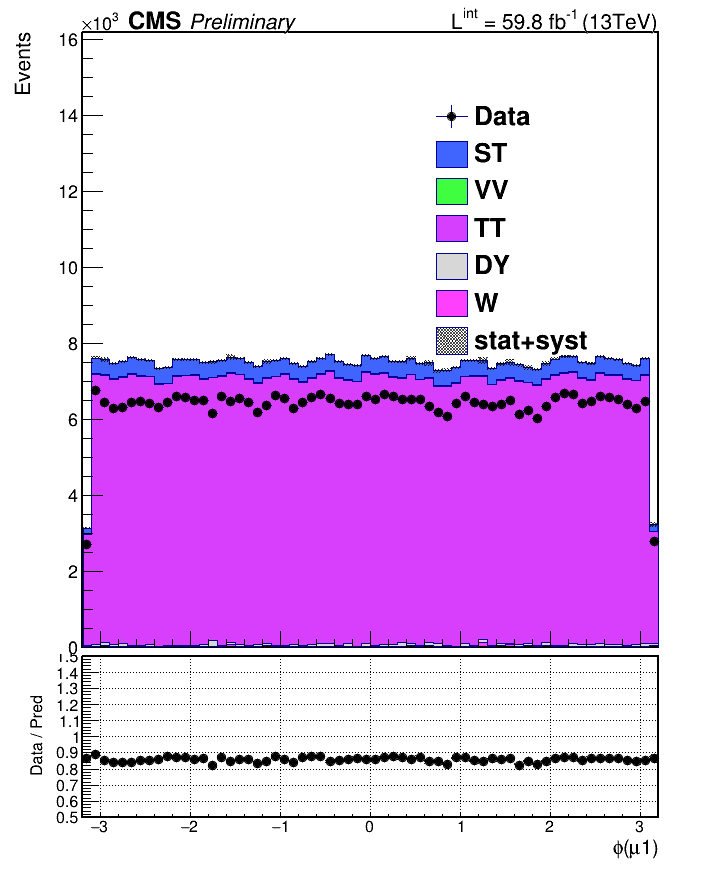 ×10³ CMS Preliminary L^int = 59.8 fb⁻¹ (13TeV)
Events
16
14
12
10
8
6
4
2
0
Data
ST
VV
TT
DY
W
stat+syst
Data / Pred
1.5
1.4
1.3
1.2
1.1
1
0.9
0.8
0.7
0.6
0.5
−3 −2 −1 0 1 2 3
ϕ(μ1)